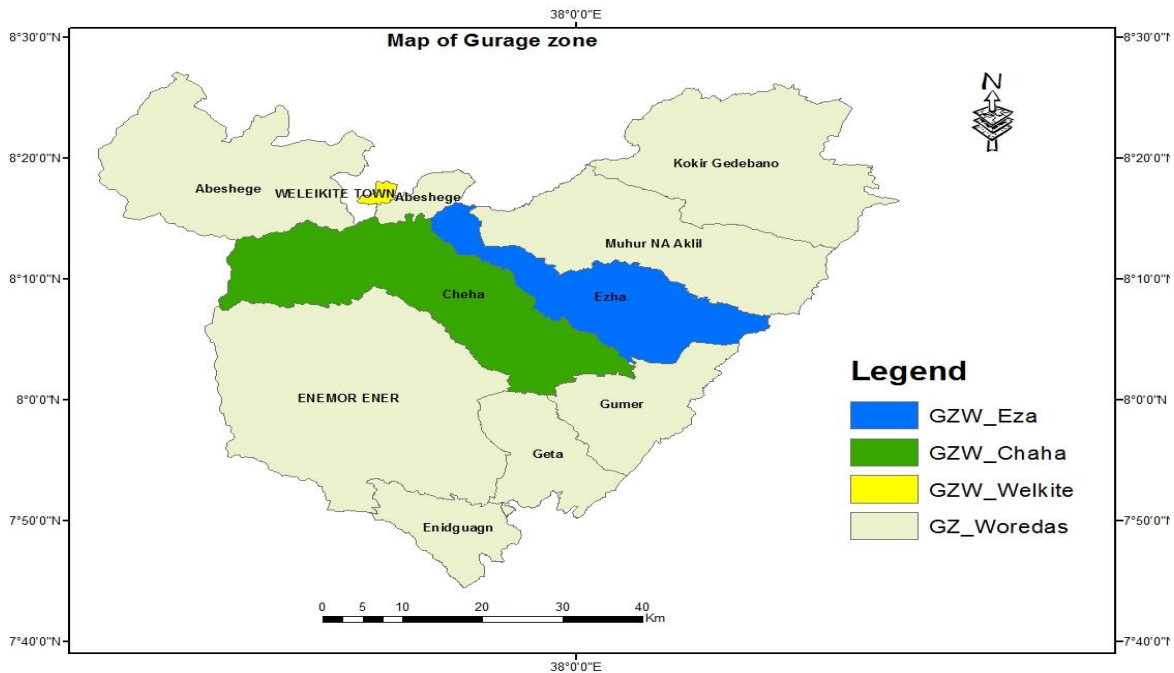 38°0'0"E
8°30'0"N
8°30'0"N
Map of Gurage zone
N
8°20'0"N
8°20'0"N
Kokir Gedebano
Abeshege
WELEIKITE TOWN
Abeshege
Muhur NA Aklil
8°10'0"N
8°10'0"N
Cheha
Ezha
Legend
8°0'0"N
8°0'0"N
ENEMOR ENER
Gumer
GZW_Eza
GZW_Chaha
Geta
GZW_Welkite
7°50'0"N
7°50'0"N
Enidguagn
GZ_Woredas
0 5 10 20 30 40
Km
7°40'0"N
7°40'0"N
38°0'0"E